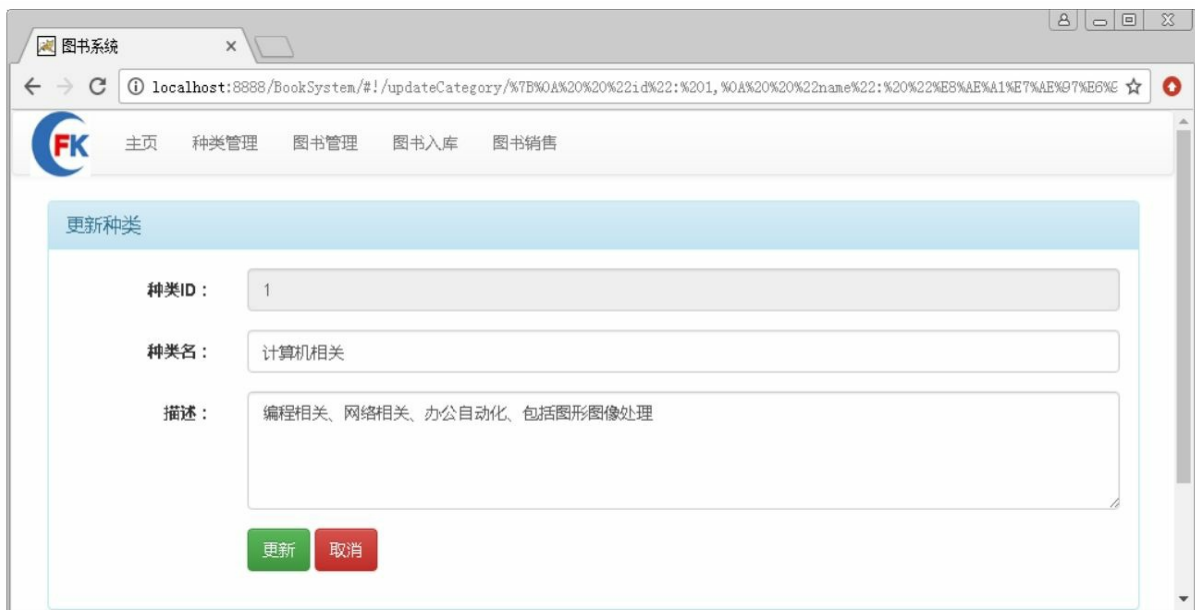 图书系统
localhost:8888/BookSystem/#!/updateCategory/%7B%0A%20%20%22id%22:%201,%0A%20%20%22name%22:%20%22%E8%AE%A1%E7%AE%97%E6%9
FK 主页 种类管理 图书管理 图书入库 图书销售
更新种类
种类ID： 1
种类名： 计算机相关
描述： 编程相关、网络相关、办公自动化、包括图形图像处理
更新 取消